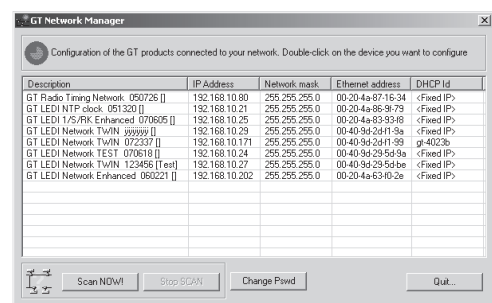 GT Network Manager
Configuration of the GT products connected to your network. Double-click on the device you want to configure
Description IP Address Network mask Ethernet address DHCP Id
GT Radio Timing Network 050726 [] 192.168.10.80 255.255.255.0 00-20-4a-87-16-34 <Fixed IP>
GT LEDI NTP clock 051320 [] 192.168.10.21 255.255.255.0 00-20-4a-86-9f-79 <Fixed IP>
GT LEDI 1/S/RK Enhanced 070605 [] 192.168.10.25 255.255.255.0 00-20-4a-83-93-f8 <Fixed IP>
GT LEDI Network TWIN ÿÿÿÿÿÿ [] 192.168.10.29 255.255.255.0 00-40-9d-2d-f1-9a <Fixed IP>
GT LEDI Network TWIN 072337 [] 192.168.10.171 255.255.255.0 00-40-9d-2d-f1-99 gt-4023b
GT LEDI Network TEST 070618 [] 192.168.10.24 255.255.255.0 00-40-9d-29-5d-9a <Fixed IP>
GT LEDI Network TWIN 123456 [Test] 192.168.10.27 255.255.255.0 00-40-9d-29-5d-be <Fixed IP>
GT LEDI Network Enhanced 060221 [] 192.168.10.202 255.255.255.0 00-20-4a-63-f0-2e <Fixed IP>
Scan NOW! Stop SCAN Change Pswd Quit...